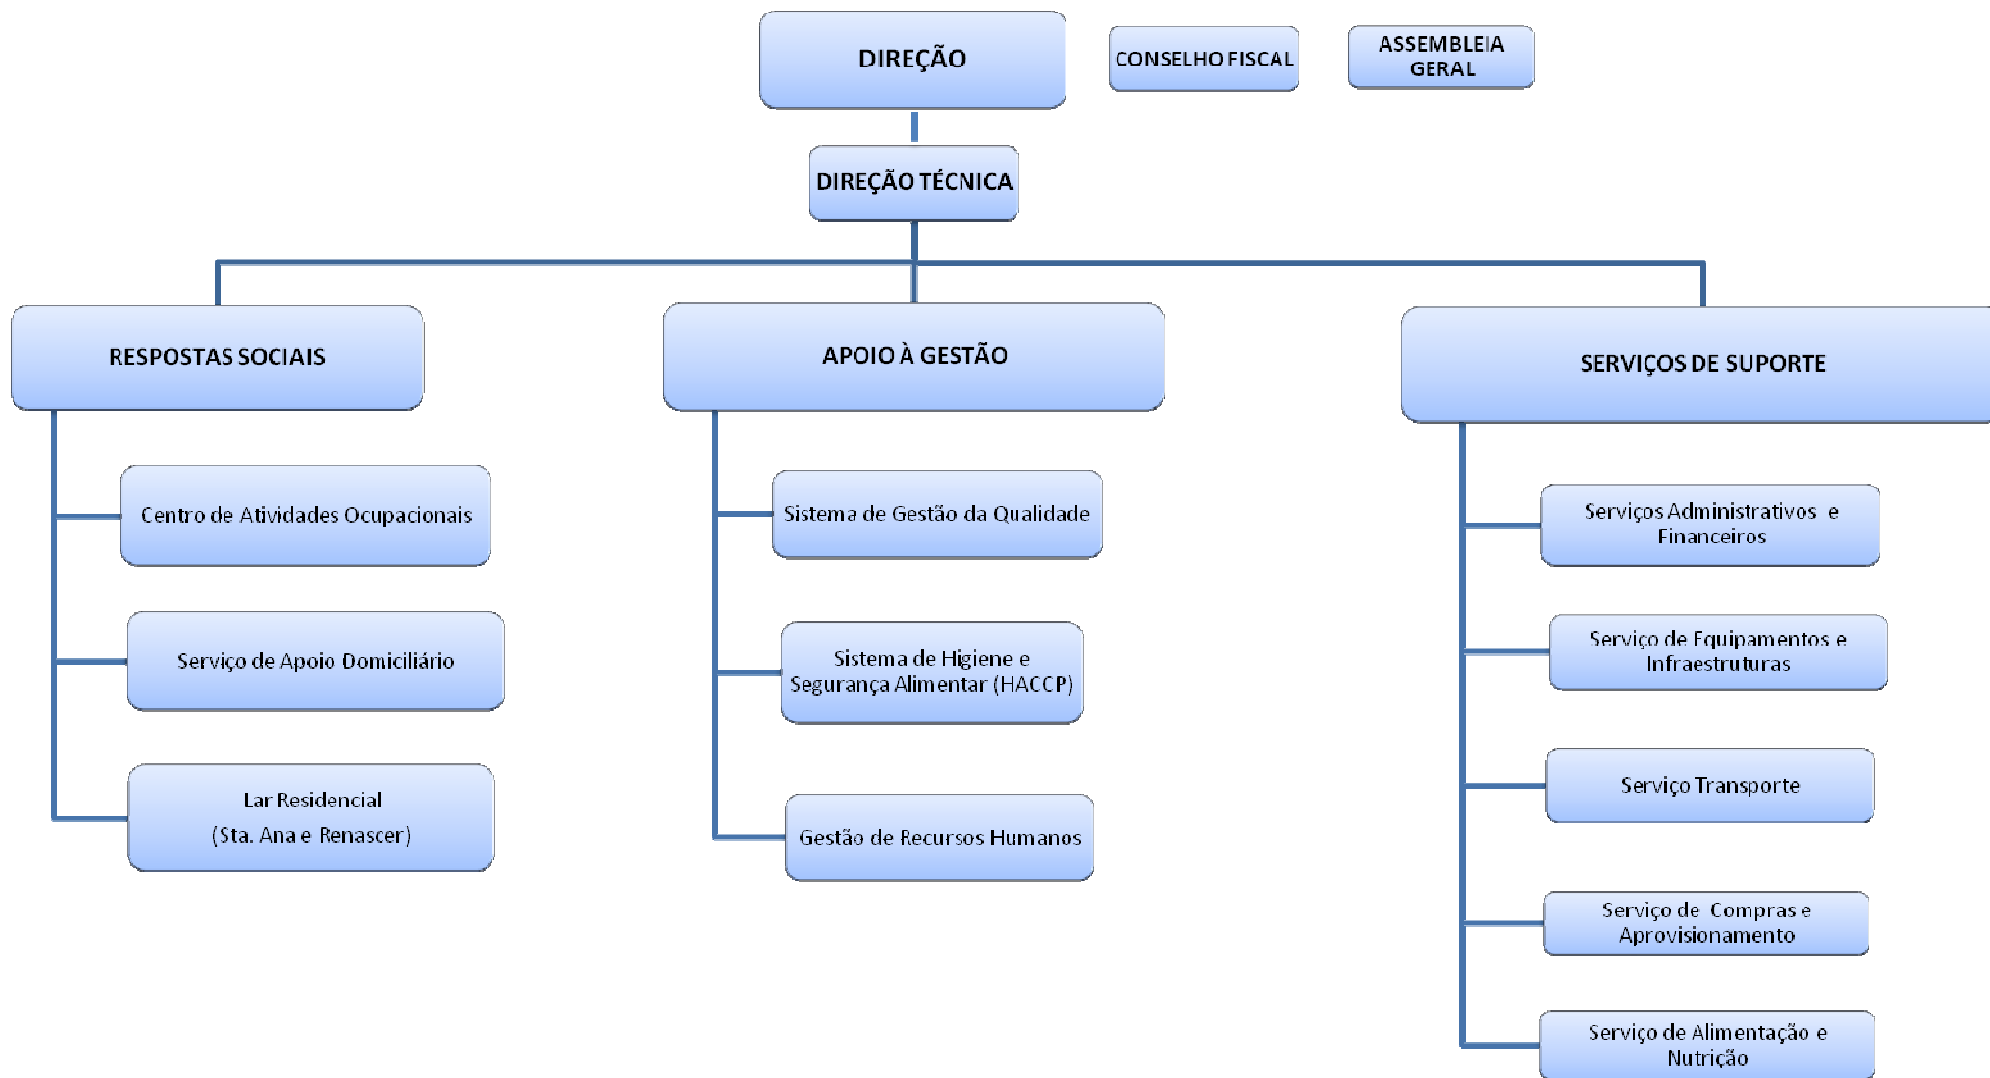 DIREÇÃO
CONSELHO FISCAL
ASSEMBLEIA
GERAL
DIREÇÃO TÉCNICA
RESPOSTAS SOCIAIS
Centro de Atividades Ocupacionais
Serviço de Apoio Domiciliário
Lar Residencial
(Sta. Ana e Renascer)
APOIO À GESTÃO
Sistema de Gestão da Qualidade
Sistema de Higiene e
Segurança Alimentar (HACCP)
Gestão de Recursos Humanos
SERVIÇOS DE SUPORTE
Serviços Administrativos e
Financeiros
Serviço de Equipamentos e
Infraestruturas
Serviço Transporte
Serviço de Compras e
Aprovisionamento
Serviço de Alimentação e
Nutrição